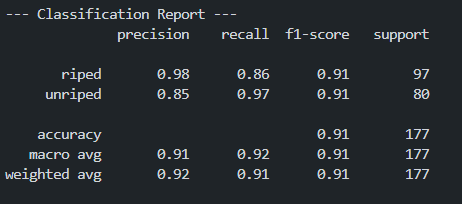 --- Classification Report ---
precision recall f1-score support
riped 0.98 0.86 0.91 97
unriped 0.85 0.97 0.91 80
accuracy 0.91 177
macro avg 0.91 0.92 0.91 177
weighted avg 0.92 0.91 0.91 177